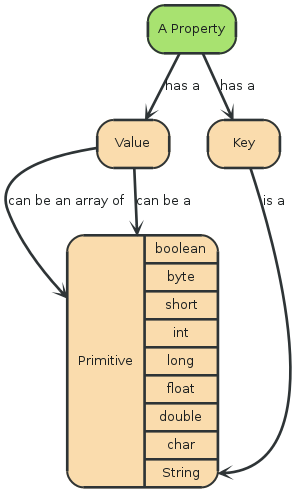 A Property
has a
has a
Value
Key
can be an array of
can be a
is a
Primitive
boolean
byte
short
int
long
float
double
char
String